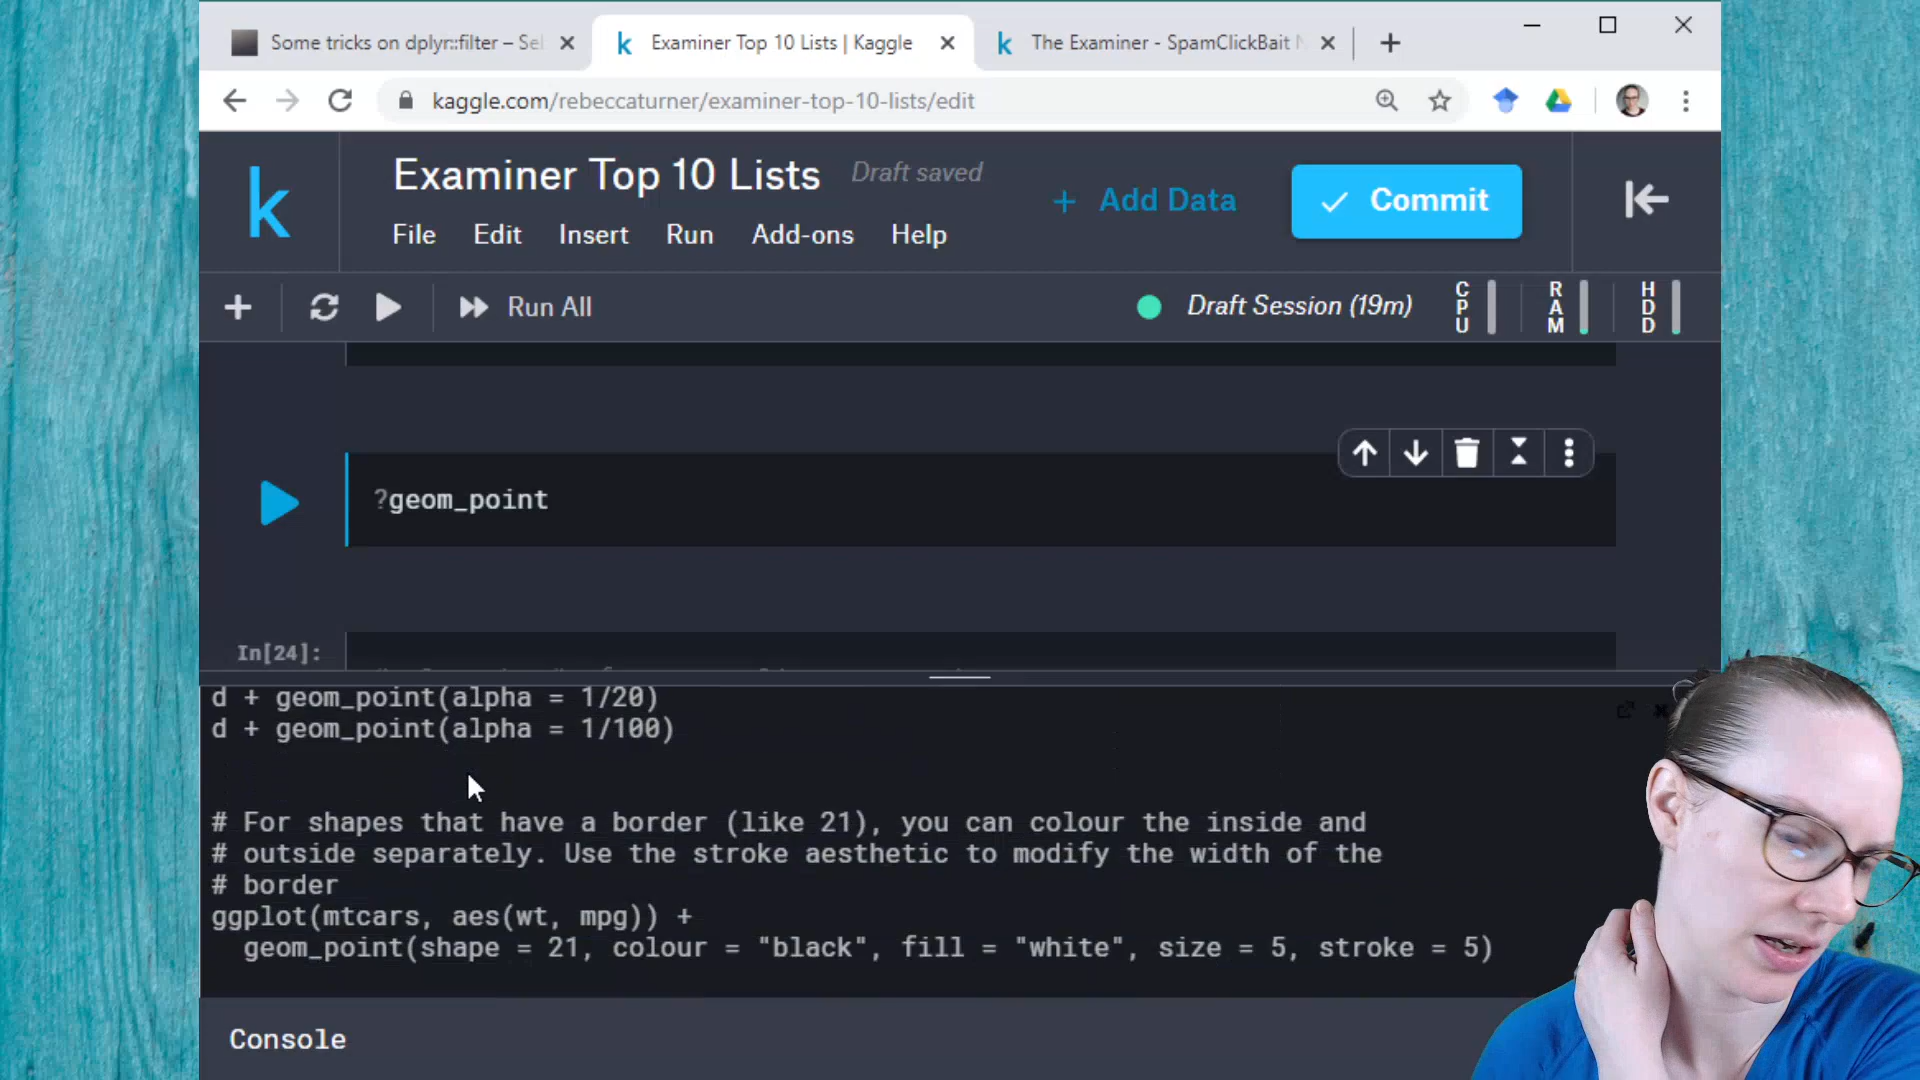 Some tricks on dplyr::filter – Sel
Examiner Top 10 Lists | Kaggle
The Examiner - SpamClickBait
kaggle.com/rebeccaturner/examiner-top-10-lists/edit
k
Examiner Top 10 Lists
Draft saved
+ Add Data
Commit
File Edit Insert Run Add-ons Help
Run All
Draft Session (19m)
CPU
RAM
HDD
?geom_point
In[24]:
d + geom_point(alpha = 1/20)
d + geom_point(alpha = 1/100)
# For shapes that have a border (like 21), you can colour the inside and
# outside separately. Use the stroke aesthetic to modify the width of the
# border
ggplot(mtcars, aes(wt, mpg)) +
geom_point(shape = 21, colour = "black", fill = "white", size = 5, stroke = 5)
Console